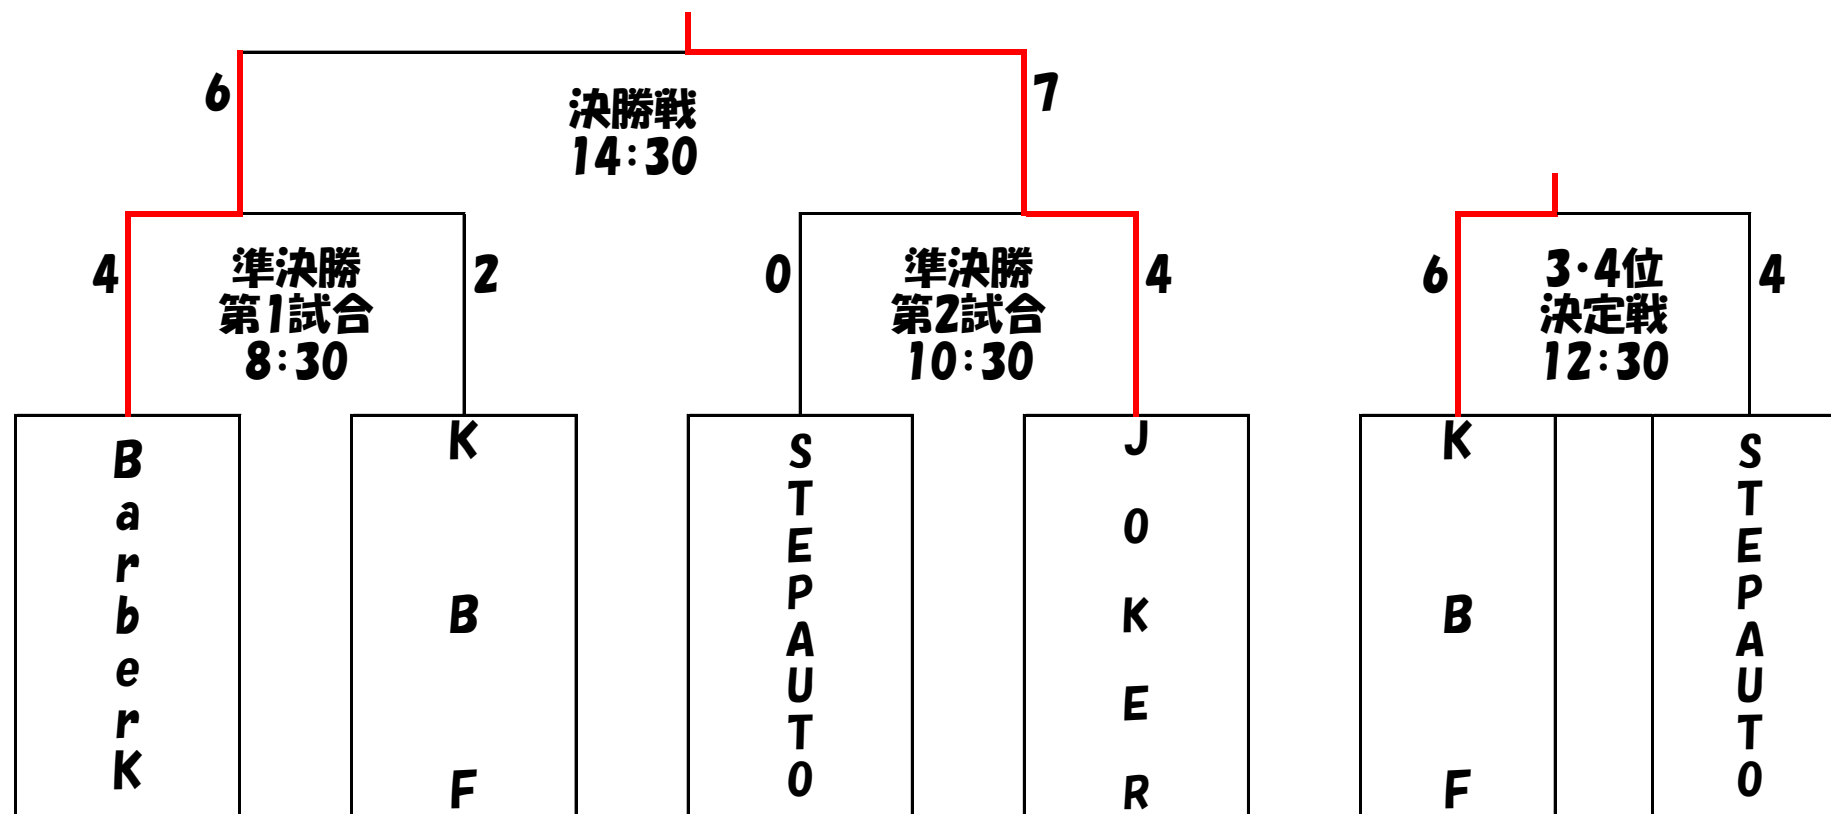 6
決勝戦
14:30
7
4
準決勝
第1試合
8:30
2
0
準決勝
第2試合
10:30
4
6
3・4位
決定戦
12:30
4
BarberK
KBF
STEPAUTO
JOKER
KBF
STEPAUTO